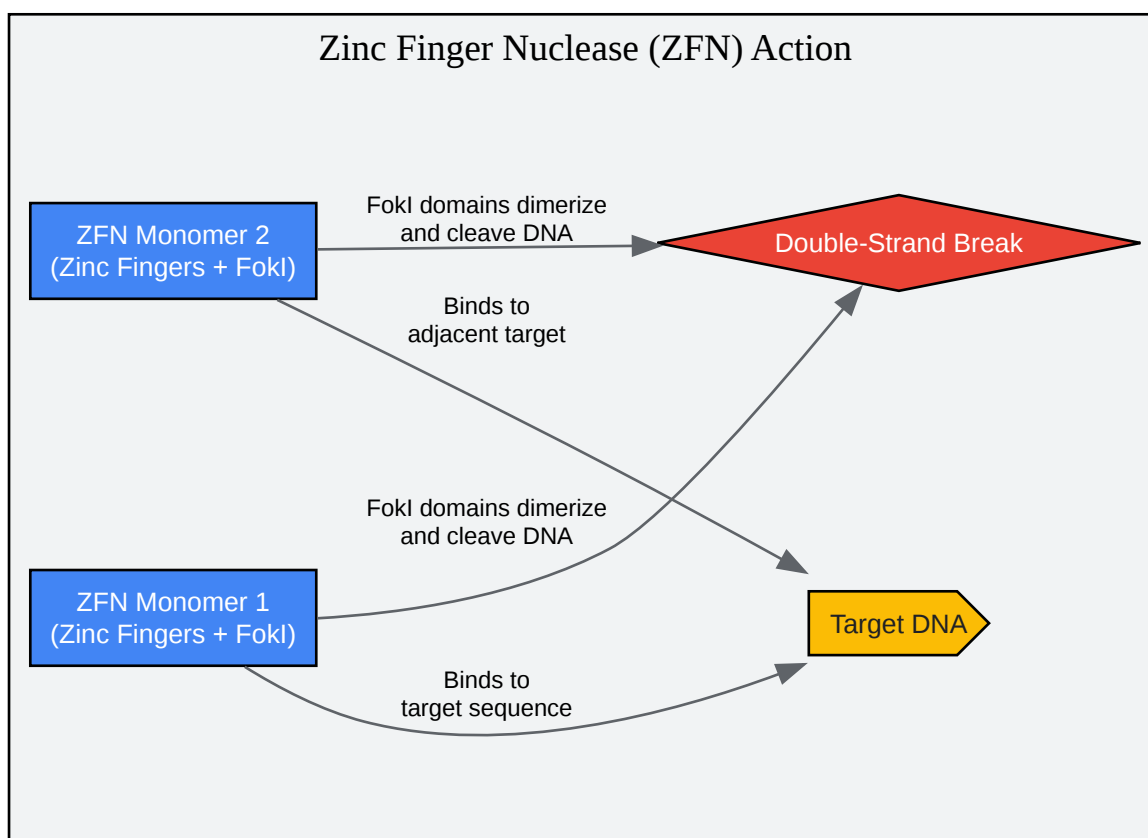 Zinc Finger Nuclease (ZFN) Action
FokI domains dimerize
and cleave DNA
ZFN Monomer 2
(Zinc Fingers + FokI)
Double-Strand Break
Binds to
adjacent target
FokI domains dimerize
and cleave DNA
ZFN Monomer 1
(Zinc Fingers + FokI)
Target DNA
Binds to
target sequence